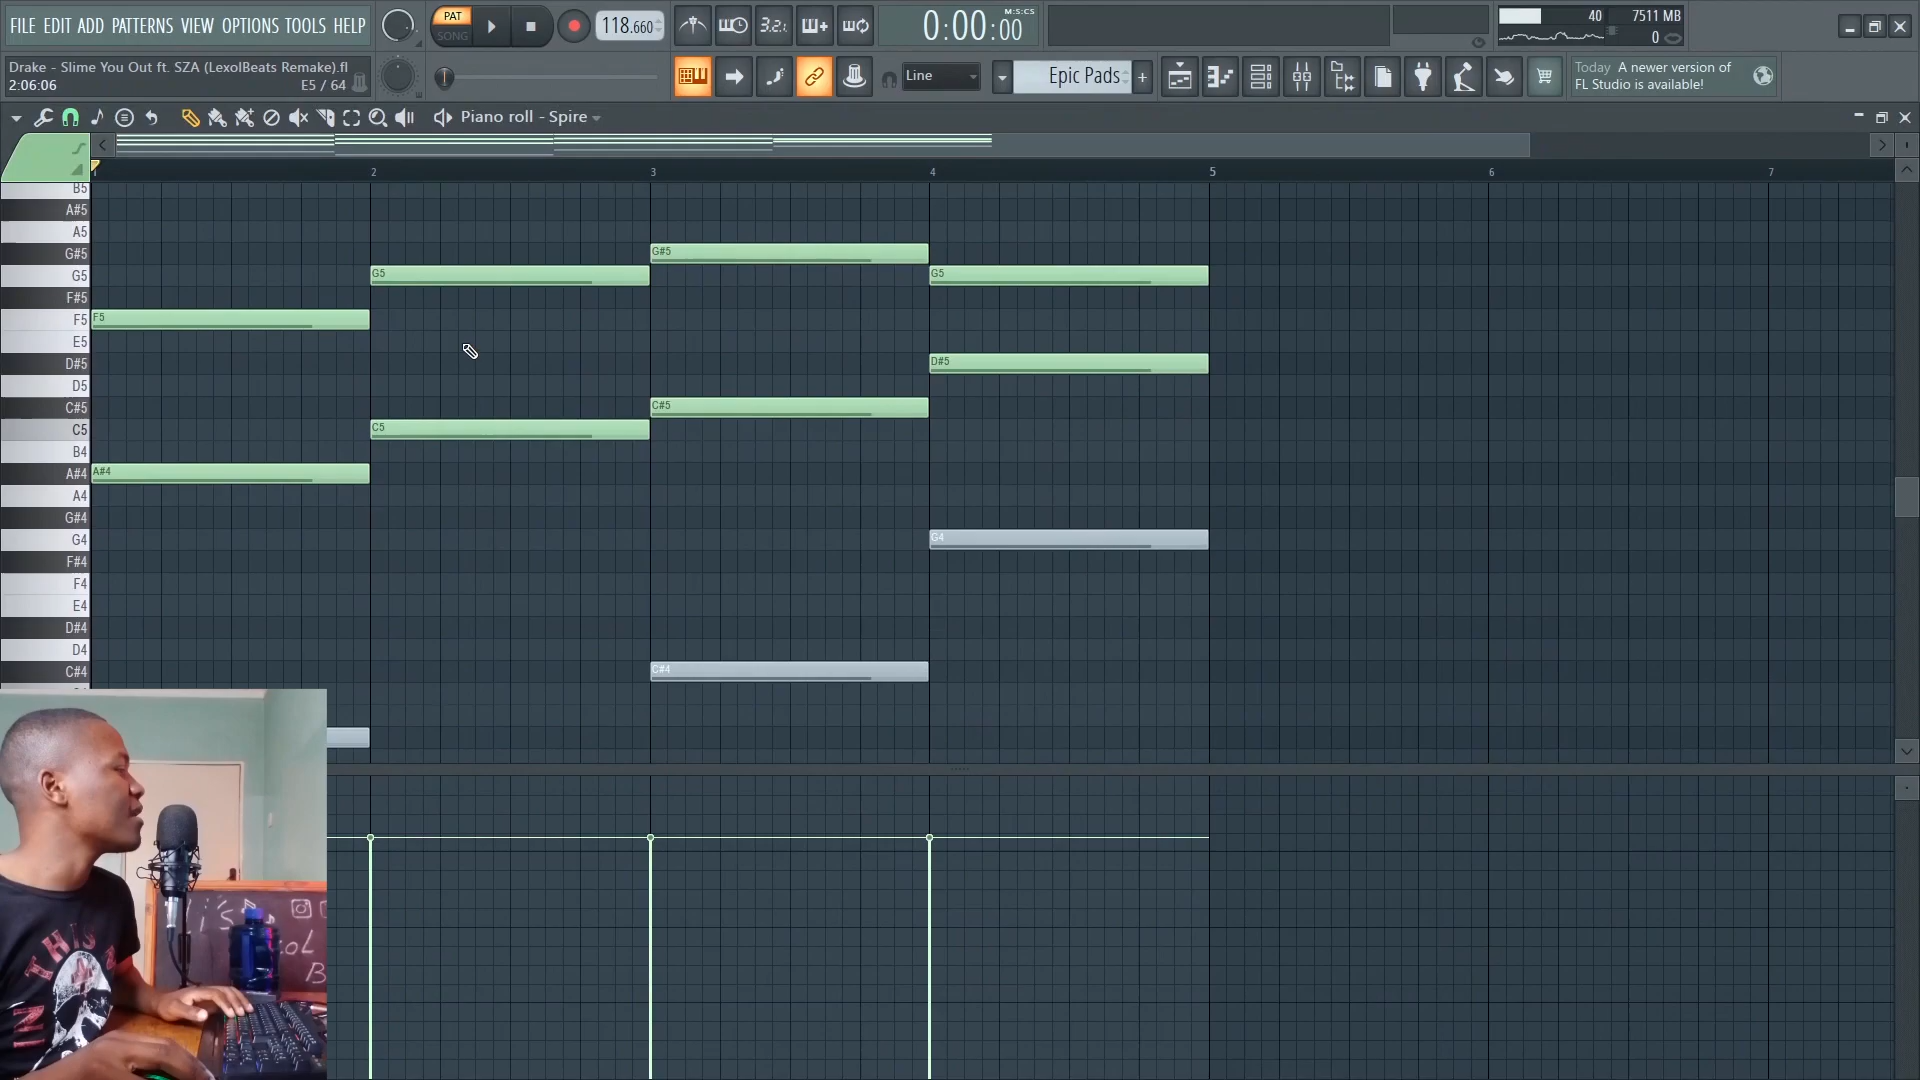 FILE EDIT ADD PATTERNS VIEW OPTIONS TOOLS HELP
PAT
SONG
118.660
3.2.1
0:00:00
M:S:CS
40
7511 MB
0
Drake - Slime You Out ft. SZA (LexolBeats Remake).fl
2:06:06
E5 / 64
Line
Epic Pads
Today A newer version of
FL Studio is available!
Piano roll - Spire
2
3
4
5
6
7
B5
A#5
A5
G#5
G#5
G5
G5
G5
F#5
F5
F5
E5
D#5
D#5
D5
C#5
C#5
C5
C5
B4
A#4
A#4
A4
G#4
G4
G4
F#4
F4
E4
D#4
D4
C#4
C#4
THIS